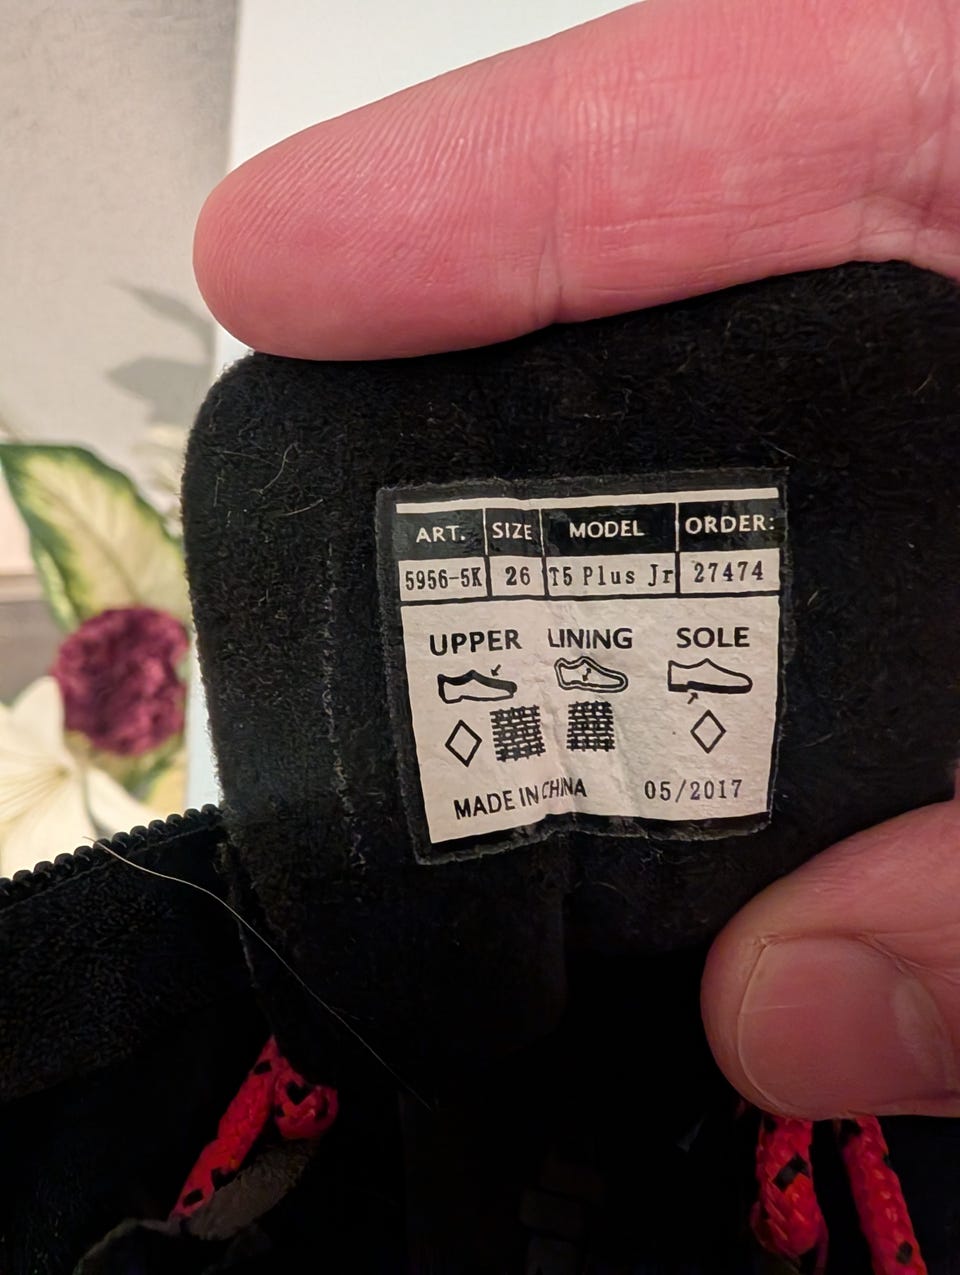 ART. SIZE MODEL ORDER:
5956-5K 26 T5 Plus Jr 27474
UPPER LINING SOLE
MADE IN CHINA 05/2017